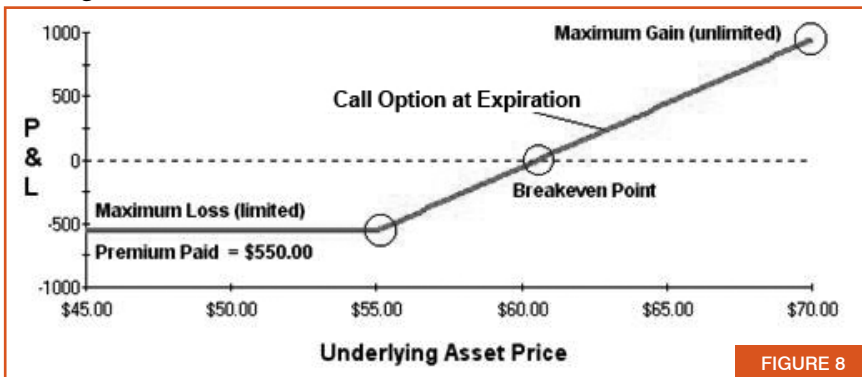 1000
Maximum Gain (unlimited)
500
Call Option at Expiration
P
&
L
0
Breakeven Point
Maximum Loss (limited)
-500
Premium Paid = $550.00
-1000
$45.00 $50.00 $55.00 $60.00 $65.00 $70.00
Underlying Asset Price
FIGURE 8